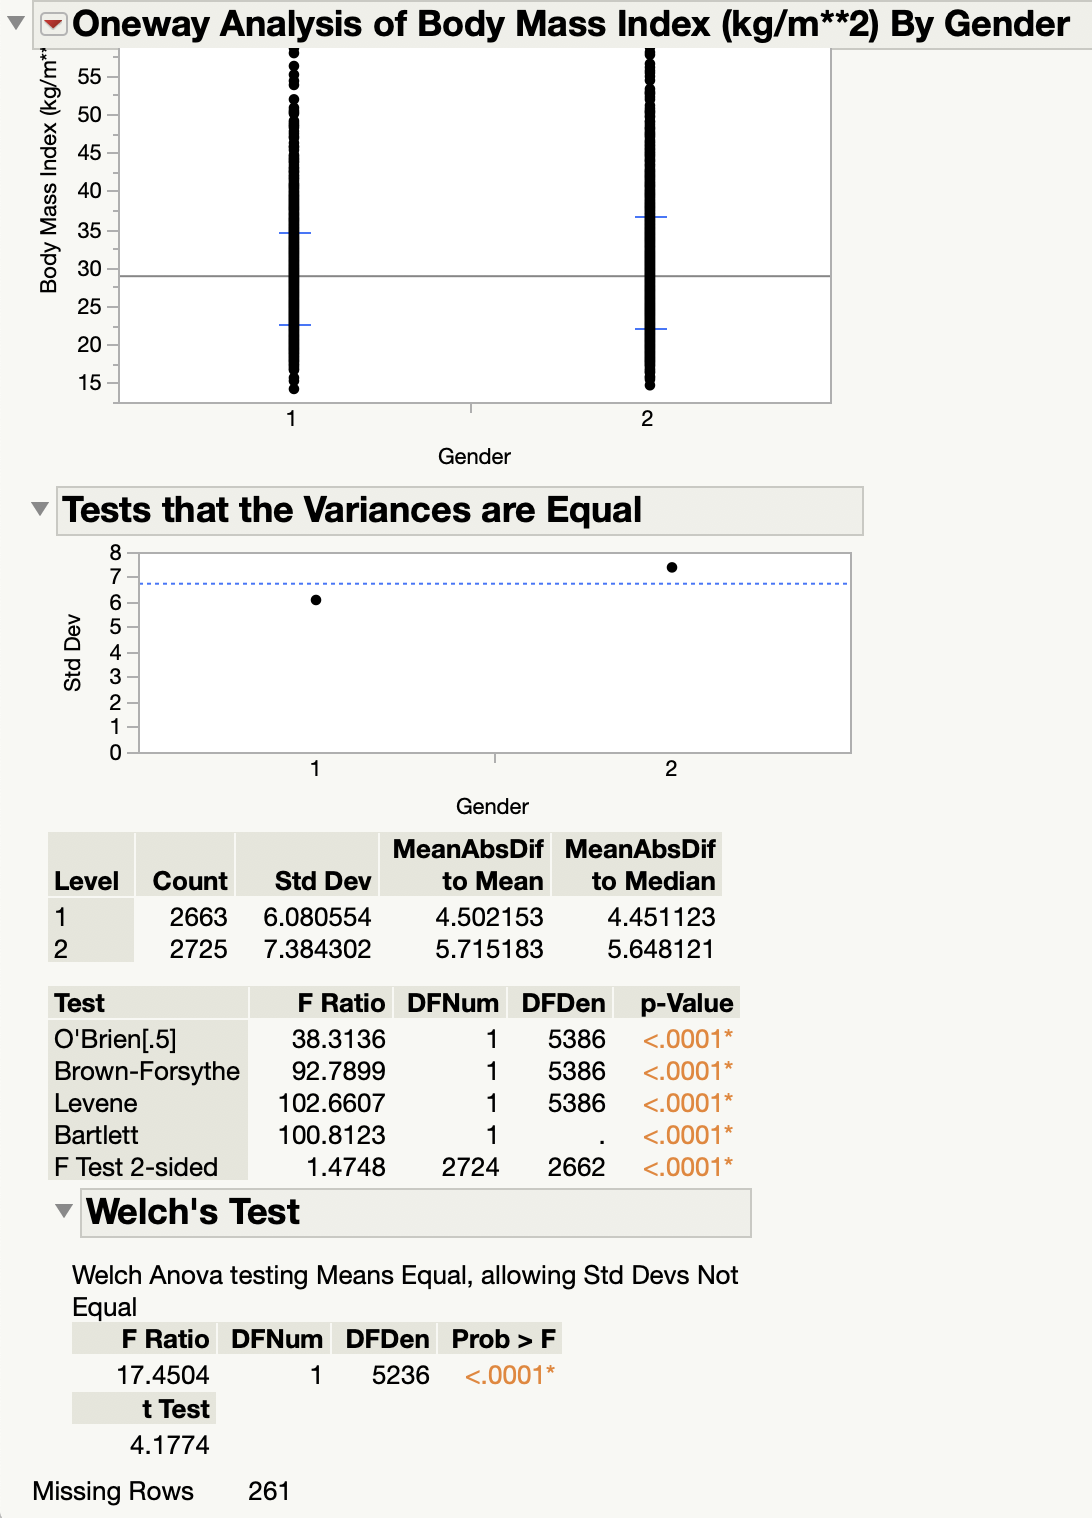 Oneway Analysis of Body Mass Index (kg/m**2) By Gender
Body Mass Index (kg/m**
55
50
45
40
35
30
25
20
15
1 2
Gender
Tests that the Variances are Equal
Std Dev
8
7
6
5
4
3
2
1
0
1 2
Gender
MeanAbsDif MeanAbsDif
Level Count Std Dev to Mean to Median
1 2663 6.080554 4.502153 4.451123
2 2725 7.384302 5.715183 5.648121
Test F Ratio DFNum DFDen p-Value
O'Brien[.5] 38.3136 1 5386 <.0001*
Brown-Forsythe 92.7899 1 5386 <.0001*
Levene 102.6607 1 5386 <.0001*
Bartlett 100.8123 1 . <.0001*
F Test 2-sided 1.4748 2724 2662 <.0001*
Welch's Test
Welch Anova testing Means Equal, allowing Std Devs Not
Equal
F Ratio DFNum DFDen Prob > F
17.4504 1 5236 <.0001*
t Test
4.1774
Missing Rows 261